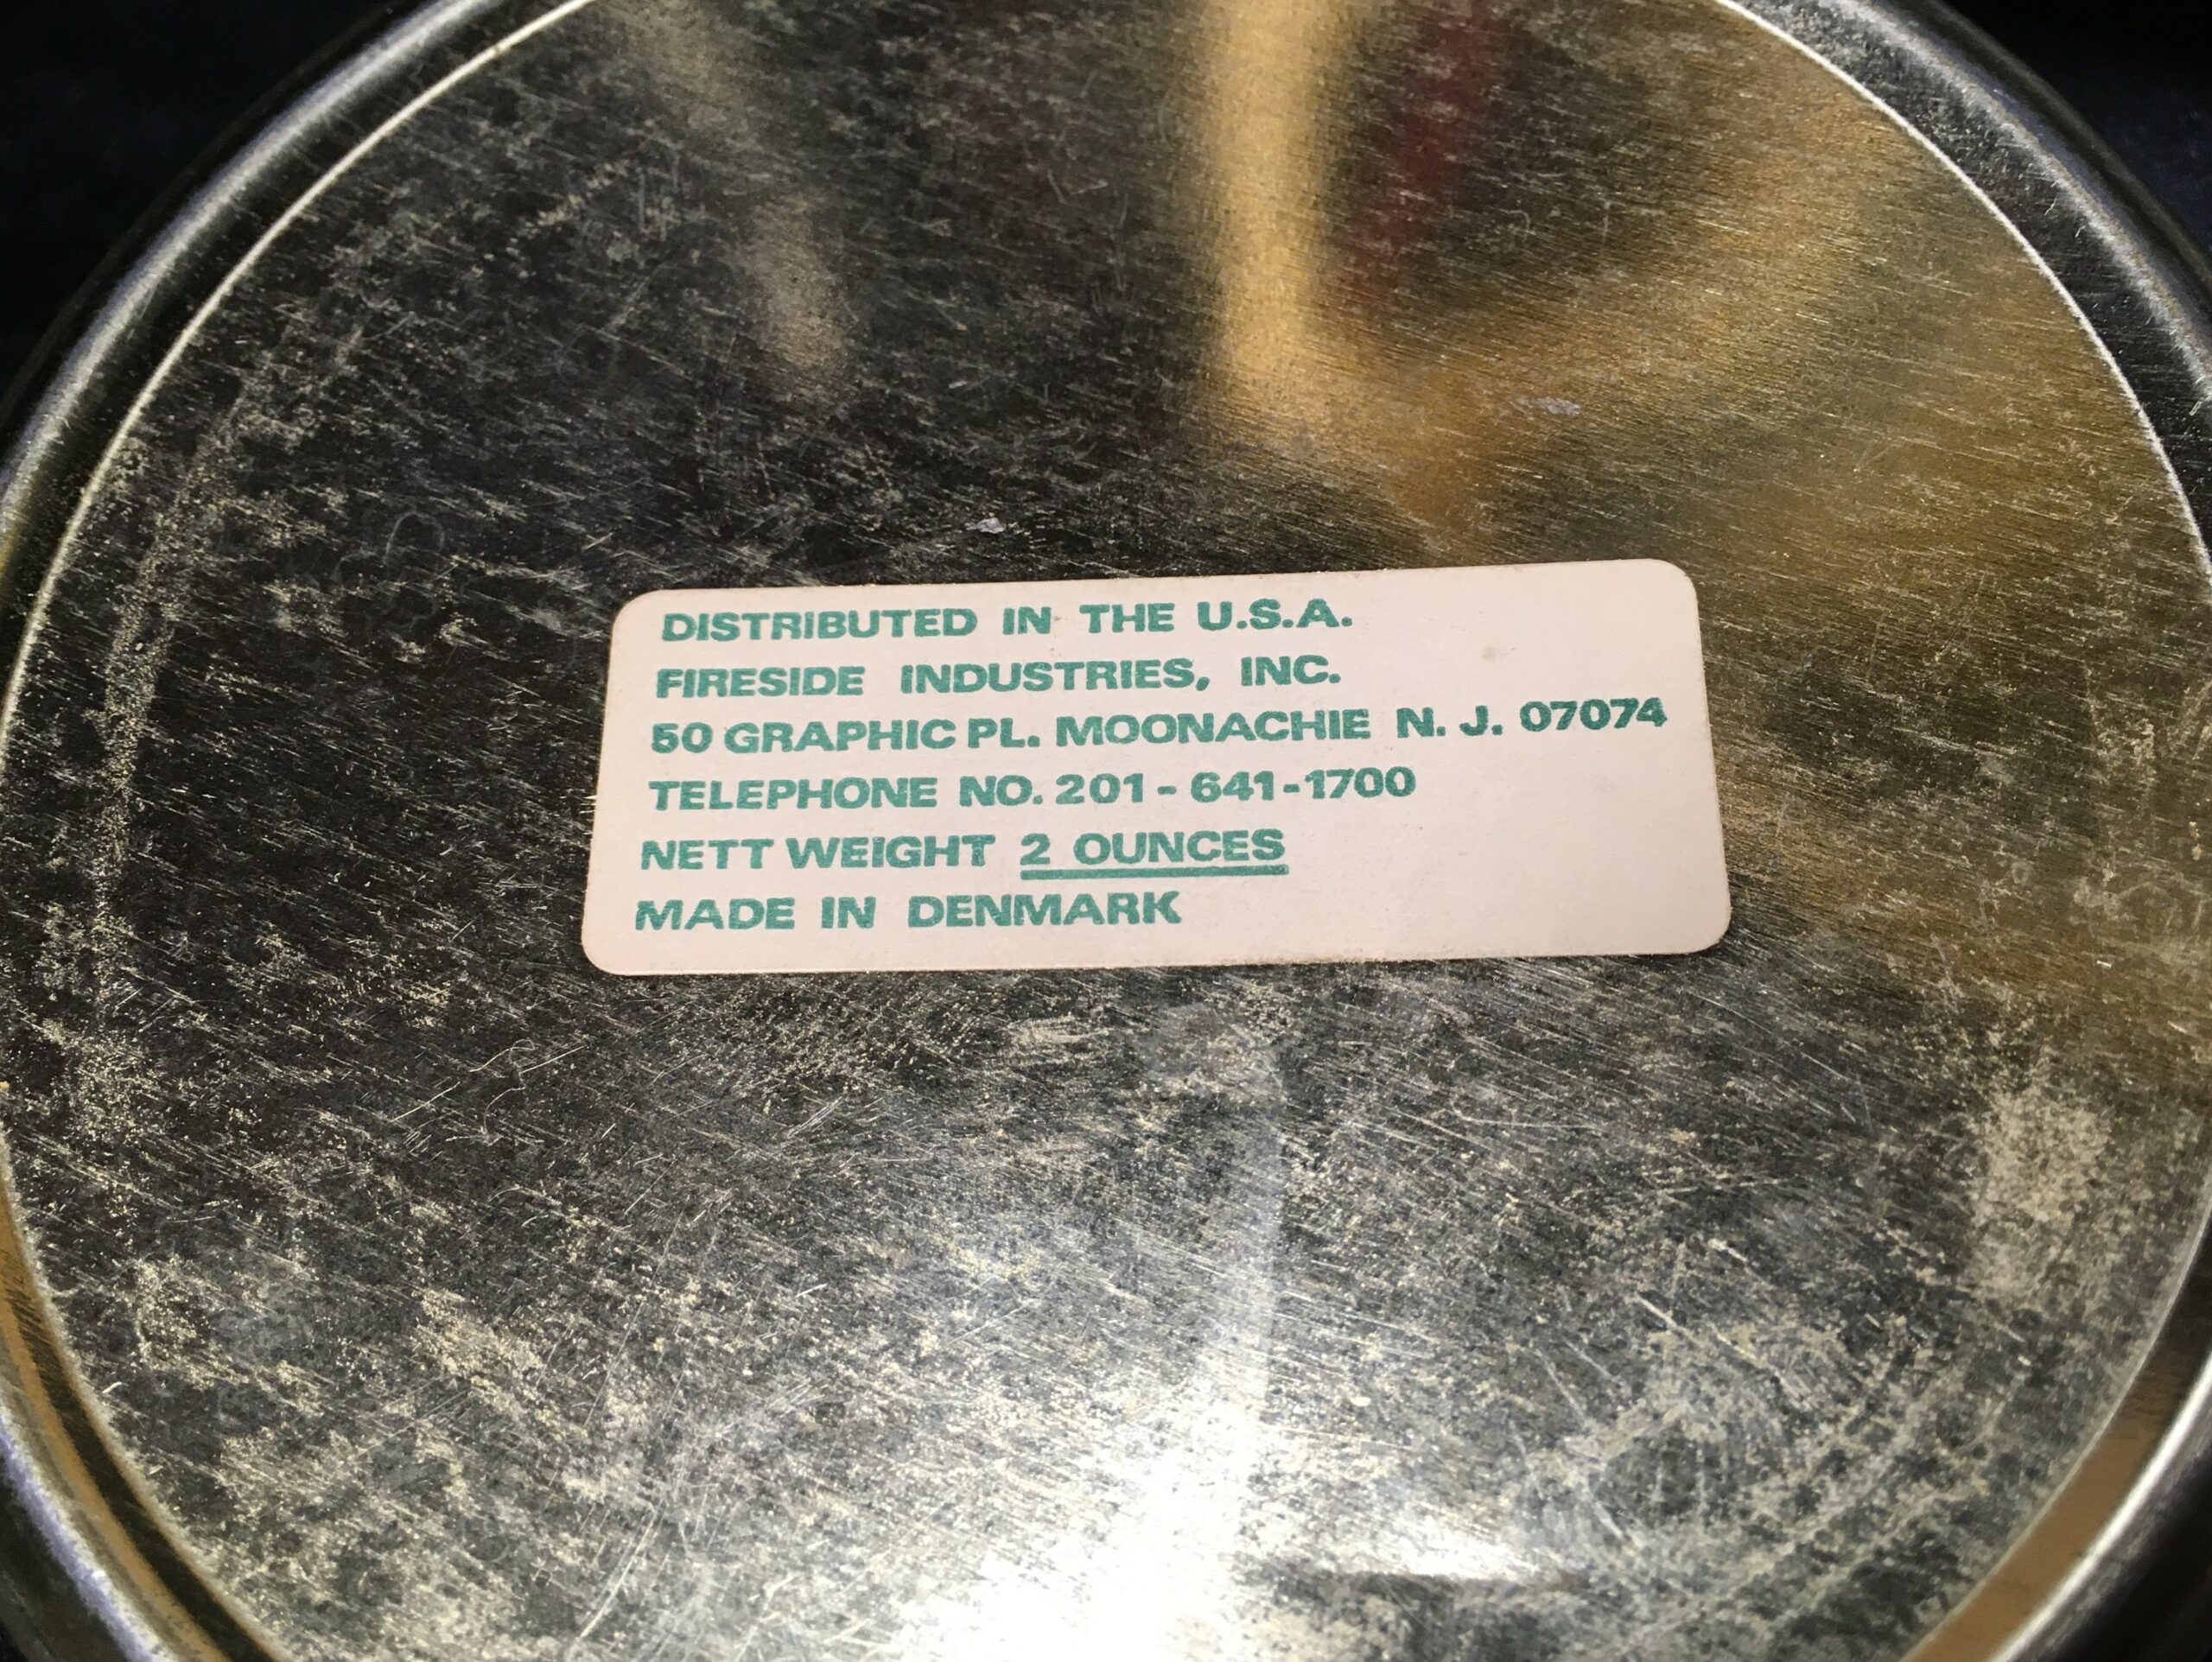 DISTRIBUTED IN THE U.S.A.
FIRESIDE INDUSTRIES, INC.
50 GRAPHIC PL. MOONACHIE N. J. 07074
TELEPHONE NO. 201-641-1700
NETT WEIGHT 2 OUNCES
MADE IN DENMARK